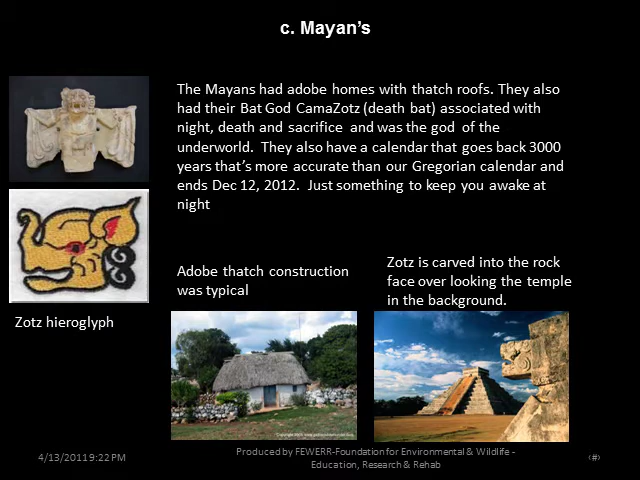 c. Mayan's
The Mayans had adobe homes with thatch roofs. They also
had their Bat God CamaZotz (death bat) associated with
night, death and sacrifice and was the god of the
underworld. They also have a calendar that goes back 3000
years that's more accurate than our Gregorian calendar and
ends Dec 12, 2012. Just something to keep you awake at
night
Adobe thatch construction
was typical
Zotz is carved into the rock
face over looking the temple
in the background.
Zotz hieroglyph
4/13/2011 9:22 PM
Produced by FEWERR-Foundation for Environmental & Wildlife -
Education, Research & Rehab
‹#›